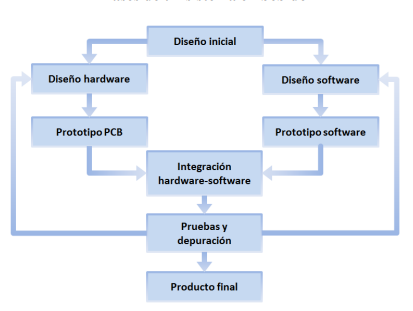 Diseño inicial
Diseño hardware
Diseño software
Prototipo PCB
Prototipo software
Integración
hardware-software
Pruebas y
depuración
Producto final